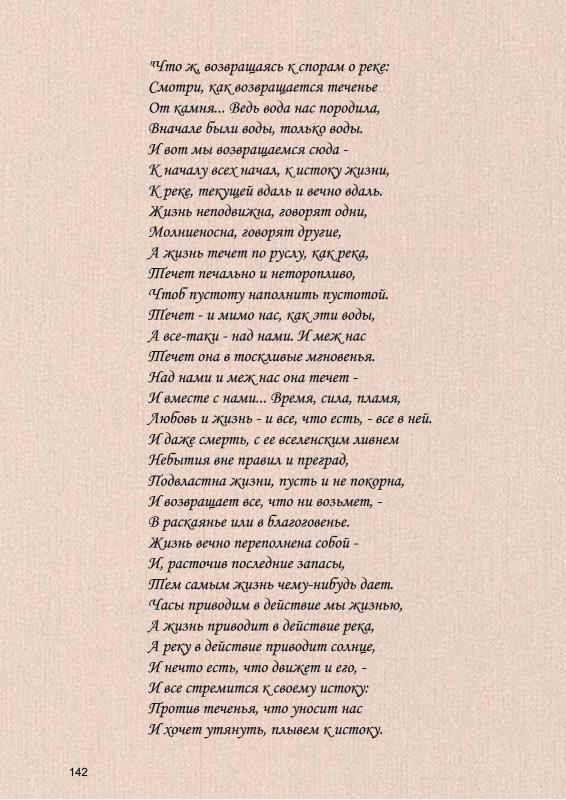 "Что ж, возвращаясь к спорам о реке:
Смотри, как возвращается теченье
От камня... Ведь вода нас породила,
Вначале были воды, только воды.
И вот мы возвращаемся сюда -
К началу всех начал, к истоку жизни,
К реке, текущей вдаль и вечно вдаль.
Жизнь неподвижна, говорят одни,
Молниеносна, говорят другие,
А жизнь течет по руслу, как река,
Течет печально и неторопливо,
Чтоб пустоту наполнить пустотой.
Течет - и мимо нас, как эти воды,
А все-таки - над нами. И меж нас
Течет она в тоскливые мгновенья.
Над нами и меж нас она течет -
И вместе с нами... Время, сила, пламя,
Любовь и жизнь - и все, что есть, - все в ней.
И даже смерть, с ее вселенским ливнем
Небытия вне правил и преград,
Подвластна жизни, пусть и не покорна,
И возвращает все, что ни возьмет, -
В раскаянье или в благоговенье.
Жизнь вечно переполнена собой -
И, расточив последние запасы,
Тем самым жизнь чему-нибудь дает.
Часы приводим в действие мы жизнью,
А жизнь приводит в действие река,
А реку в действие приводит солнце,
И нечто есть, что движет и его, -
И все стремится к своему истоку:
Против теченья, что уносит нас
И хочет утянуть, плывем к истоку.
142